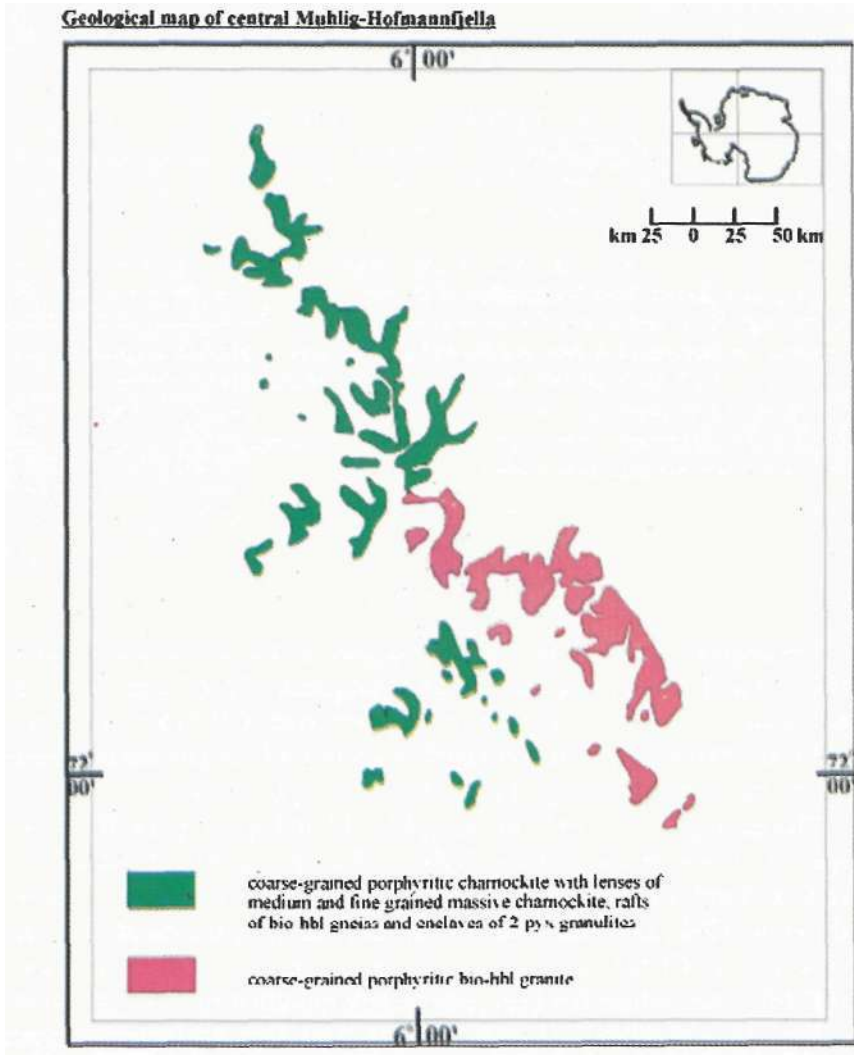 Geological map of central Muhlig-Hofmannfjella
6° 00'
km 25 0 25 50 km
72° 00'
72° 00'
coarse-grained porphyritic charnockite with lenses of
medium and fine grained massive charnockite, rafts
of bio hbl gneiss and enclaves of 2 pyx granulites
coarse-grained porphyritic bio-hbl granite
6° 00'